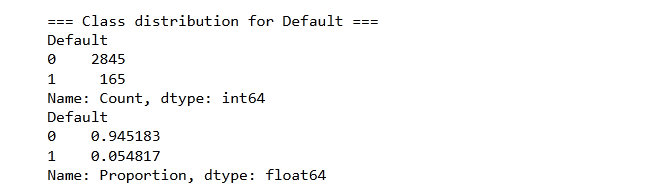 === Class distribution for Default ===
Default
0    2845
1     165
Name: Count, dtype: int64
Default
0    0.945183
1    0.054817
Name: Proportion, dtype: float64